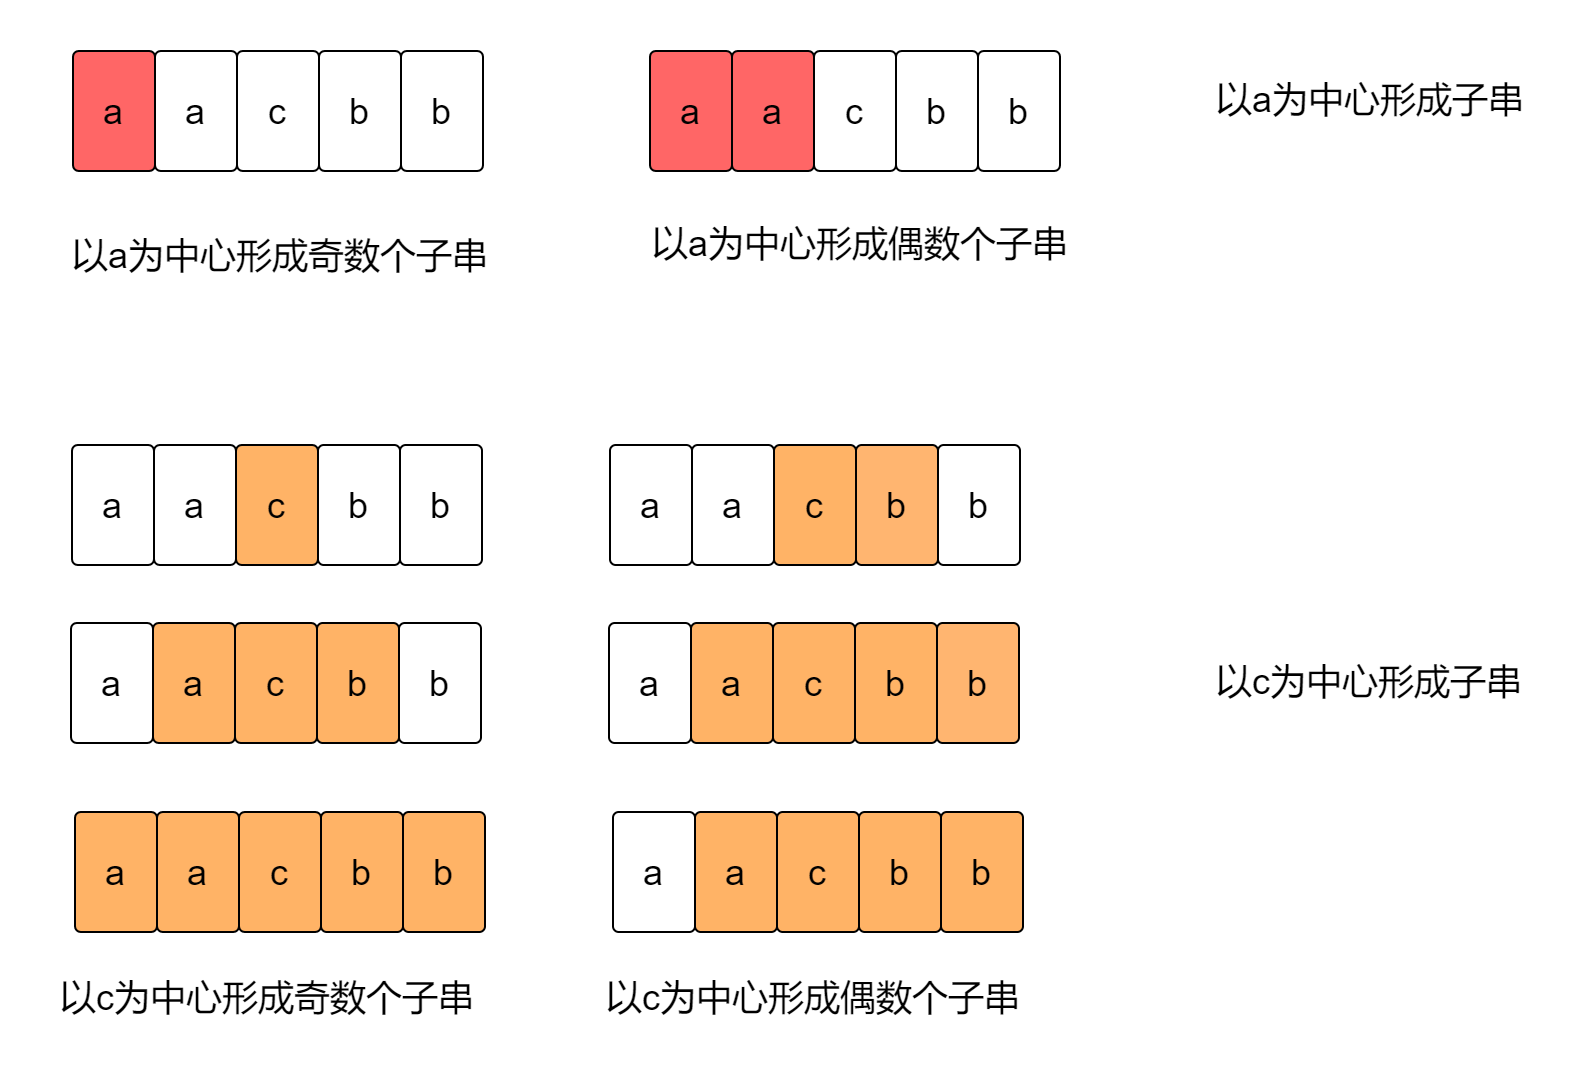 a a c b b a a c b b 以a为中心形成子串
以a为中心形成奇数个子串 以a为中心形成偶数个子串
a a c b b a a c b b
a a c b b a a c b b 以c为中心形成子串
a a c b b a a c b b
以c为中心形成奇数个子串 以c为中心形成偶数个子串